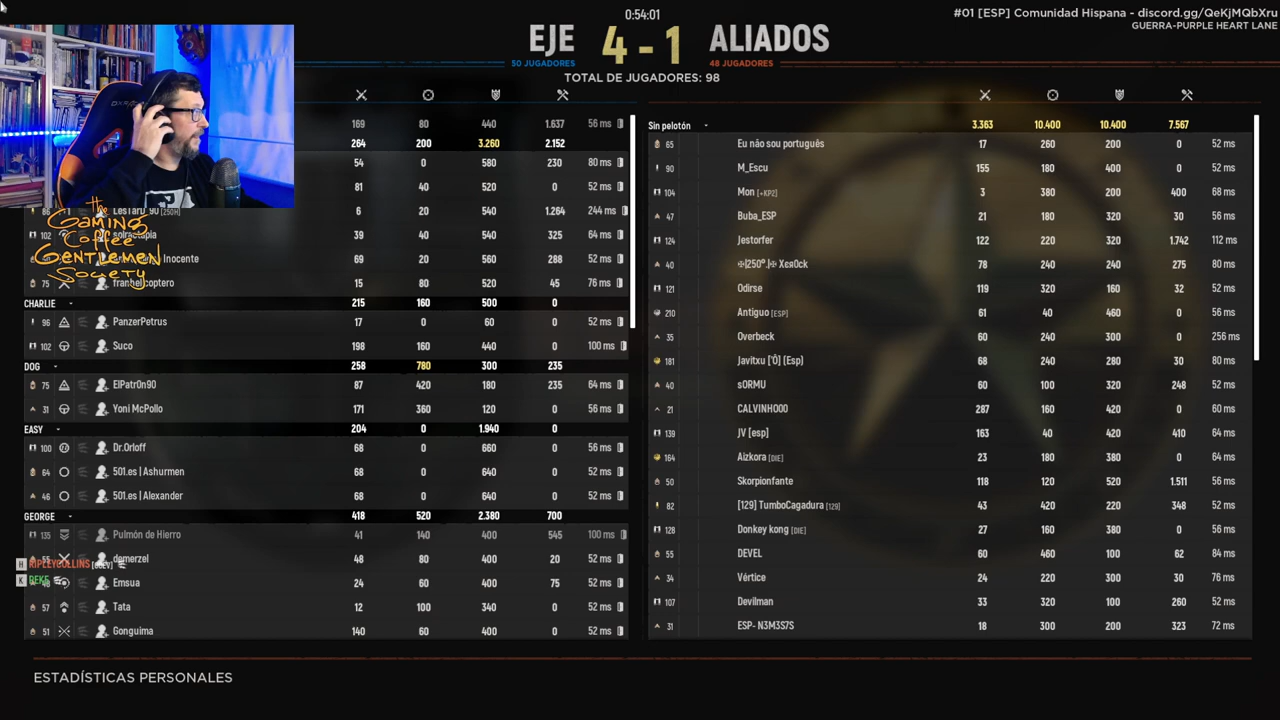 0:54:01
#01 [ESP] Comunidad Hispana - discord.gg/QeKjMQbXru
GUERRA-PURPLE HEART LANE
EJE 4 - 1 ALIADOS
50 JUGADORES 48 JUGADORES
TOTAL DE JUGADORES: 98
169 80 440 1.637 56 ms
264 200 3.260 2.152
54 0 580 230 80 ms
81 40 520 0 52 ms
6 20 540 1.264 244 ms
102 solractapia 39 40 540 325 64 ms
Inocente 69 20 560 288 52 ms
75 franhelicoptero 15 80 520 45 76 ms
The Gaming Coffee Gentlemen Society
CHARLIE 215 160 500 0
96 PanzerPetrus 17 0 60 0 52 ms
102 Suco 198 160 440 0 100 ms
DOG 258 780 300 235
75 ElPatr0n90 87 420 180 235 64 ms
31 Yoni McPollo 171 360 120 0 56 ms
EASY 204 0 1.940 0
100 Dr.Orloff 68 0 660 0 56 ms
64 501.es | Ashurmen 68 0 640 0 52 ms
46 501.es | Alexander 68 0 640 0 52 ms
GEORGE 418 520 2.380 700
135 Pulmón de Hierro 41 140 400 545 100 ms
H RIPLEYCOLLINS
55 demerzel 48 80 400 20 52 ms
K
Emsua 24 60 400 75 52 ms
57 Tata 12 100 340 0 52 ms
51 Gonguima 140 60 400 0 52 ms
Sin pelotón 3.363 10.400 10.400 7.567
65 Eu não sou português 17 260 200 0 52 ms
90 M_Escu 155 180 400 0 52 ms
104 Mon [+KP2] 3 380 200 400 68 ms
47 Buba_ESP 21 180 320 30 56 ms
124 Jestorfer 122 220 320 1.742 112 ms
40 ✠|250º.|✠ XεяOck 78 240 240 275 80 ms
121 Odirse 119 320 160 32 52 ms
210 Antiguo [ESP] 61 40 460 0 56 ms
35 Overbeck 60 240 300 0 256 ms
181 Javitxu [Ô] (Esp) 68 240 280 30 80 ms
40 sORMU 60 100 320 248 52 ms
21 CALVINHOOO 287 160 420 0 60 ms
139 JV [esp] 163 40 420 410 64 ms
164 Aizkora [DIE] 23 180 380 0 64 ms
50 Skorpionfante 118 120 520 1.511 56 ms
82 [129] TumboCagadura [129] 43 420 220 348 52 ms
128 Donkey kong [DIE] 27 160 380 0 56 ms
55 DEVEL 60 460 100 62 84 ms
34 Vértice 24 220 300 30 76 ms
107 Devilman 33 320 100 260 52 ms
31 ESP- N3M3S7S 18 300 200 323 72 ms
ESTADÍSTICAS PERSONALES